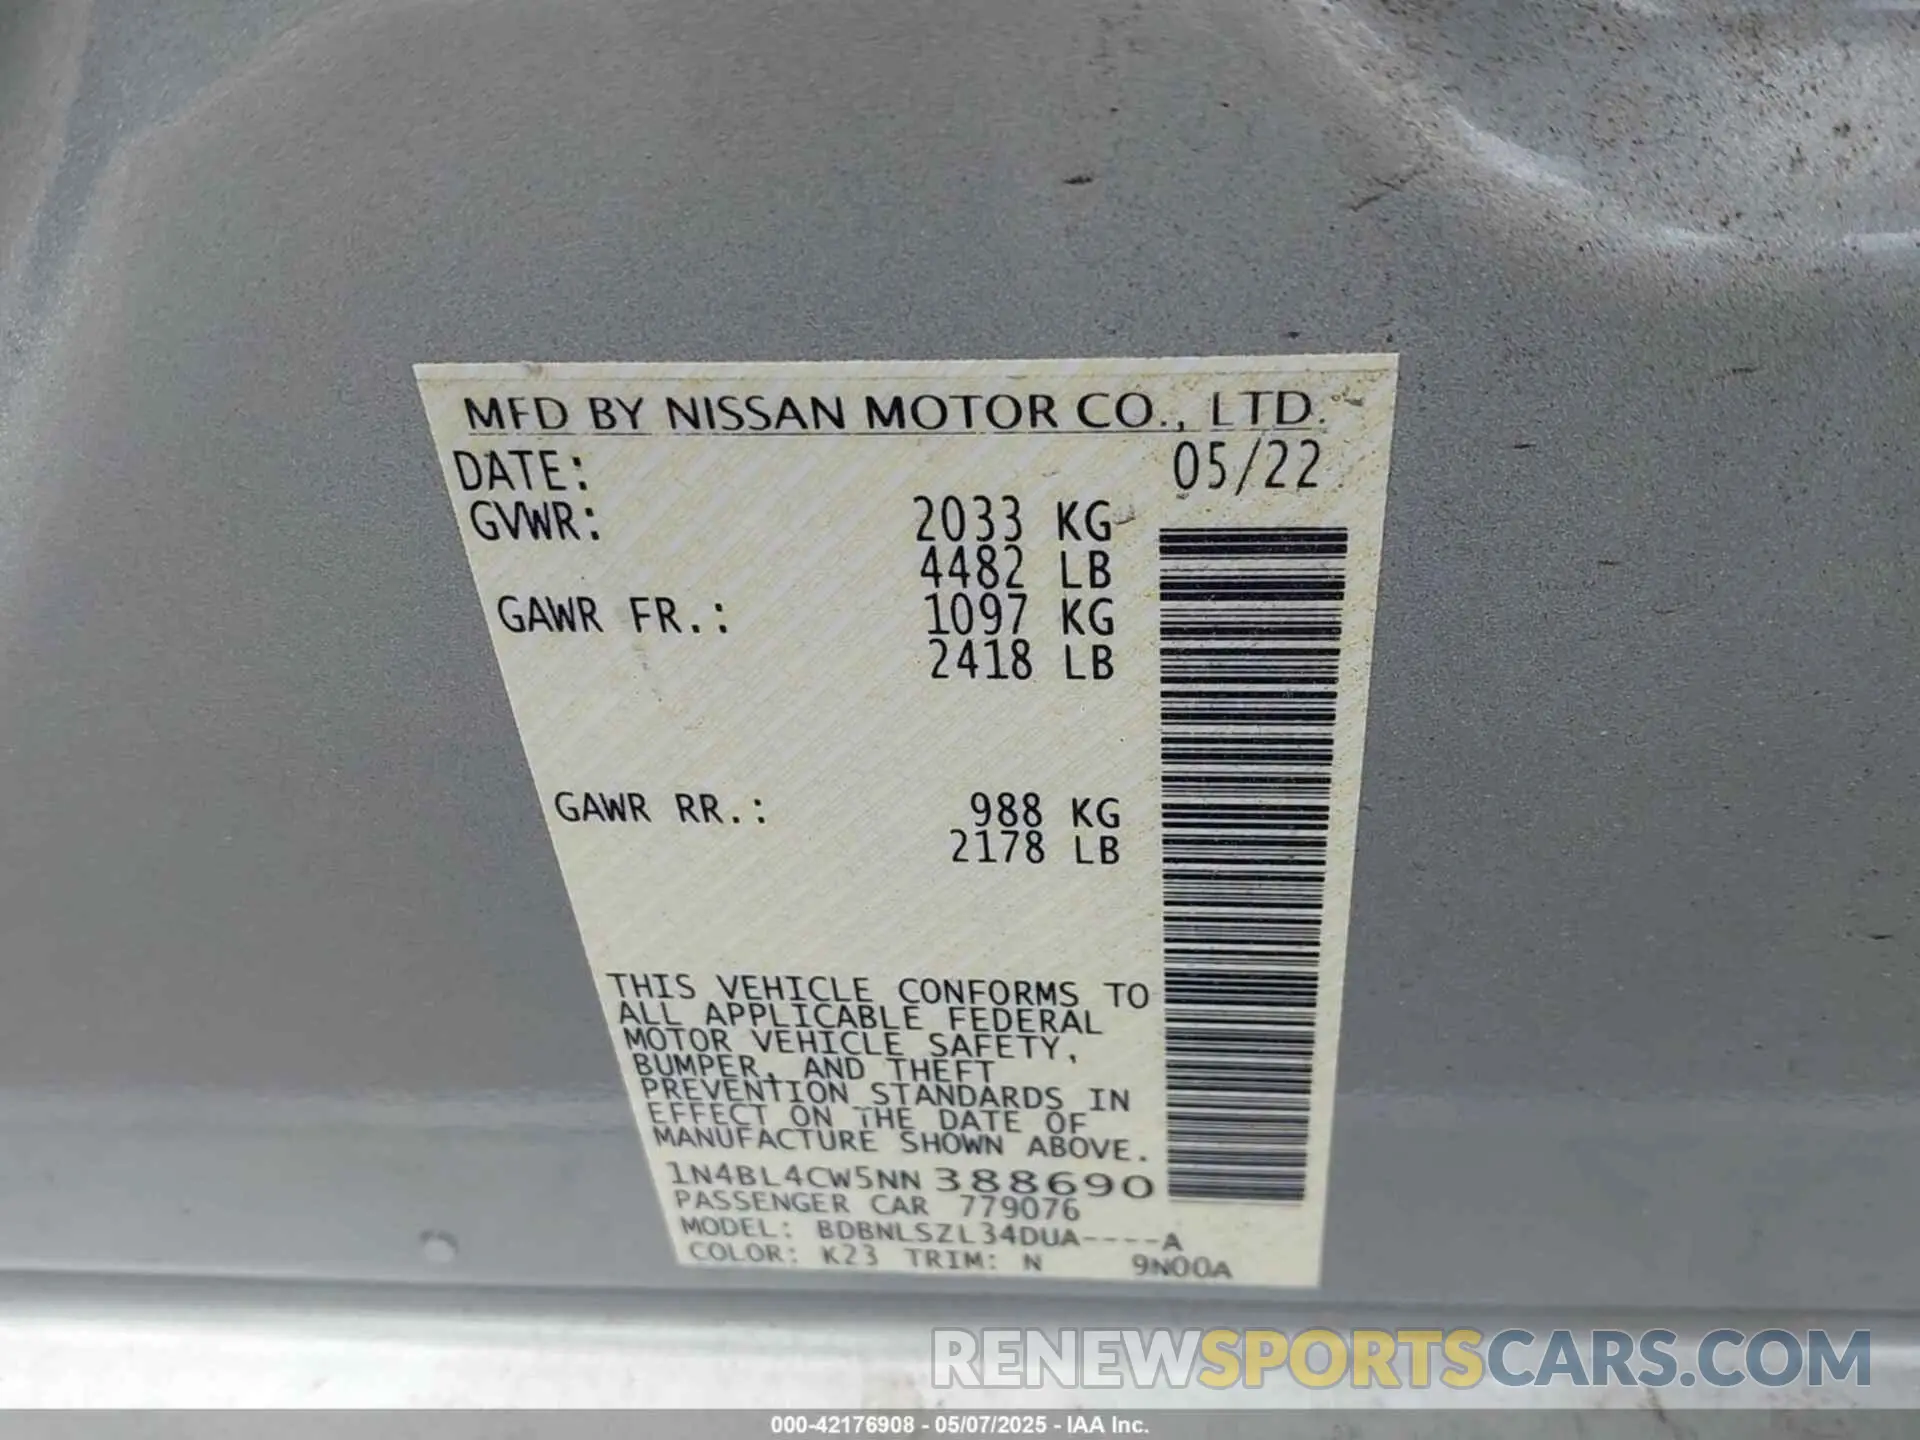 MFD BY NISSAN MOTOR CO., LTD.
DATE: 05/22
GVWR: 2033 KG
4482 LB
GAWR FR.: 1097 KG
2418 LB
GAWR RR.: 988 KG
2178 LB
THIS VEHICLE CONFORMS TO
ALL APPLICABLE FEDERAL
MOTOR VEHICLE SAFETY,
BUMPER, AND THEFT
PREVENTION STANDARDS IN
EFFECT ON THE DATE OF
MANUFACTURE SHOWN ABOVE.
1N4BL4CW5NN388690
PASSENGER CAR 779076
MODEL: BDBNLSZL34DUA----A
COLOR: K23 TRIM: N 9N00A
RENEWSPORTSCARS.COM
000-42176908 - 05/07/2025 - IAA Inc.